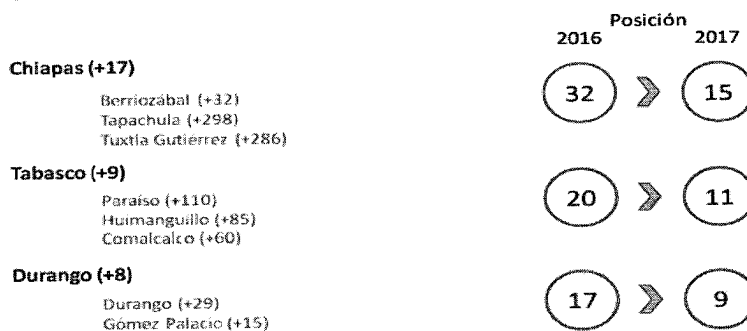 Posición
2016 2017
Chiapas (+17)
32 15
Berriozábal (+32)
Tapachula (+298)
Tuxtla Gutiérrez (+286)
Tabasco (+9)
20 11
Paraíso (+110)
Huimanguillo (+85)
Comalcalco (+60)
Durango (+8)
17 9
Durango (+29)
Gómez Palacio (+15)